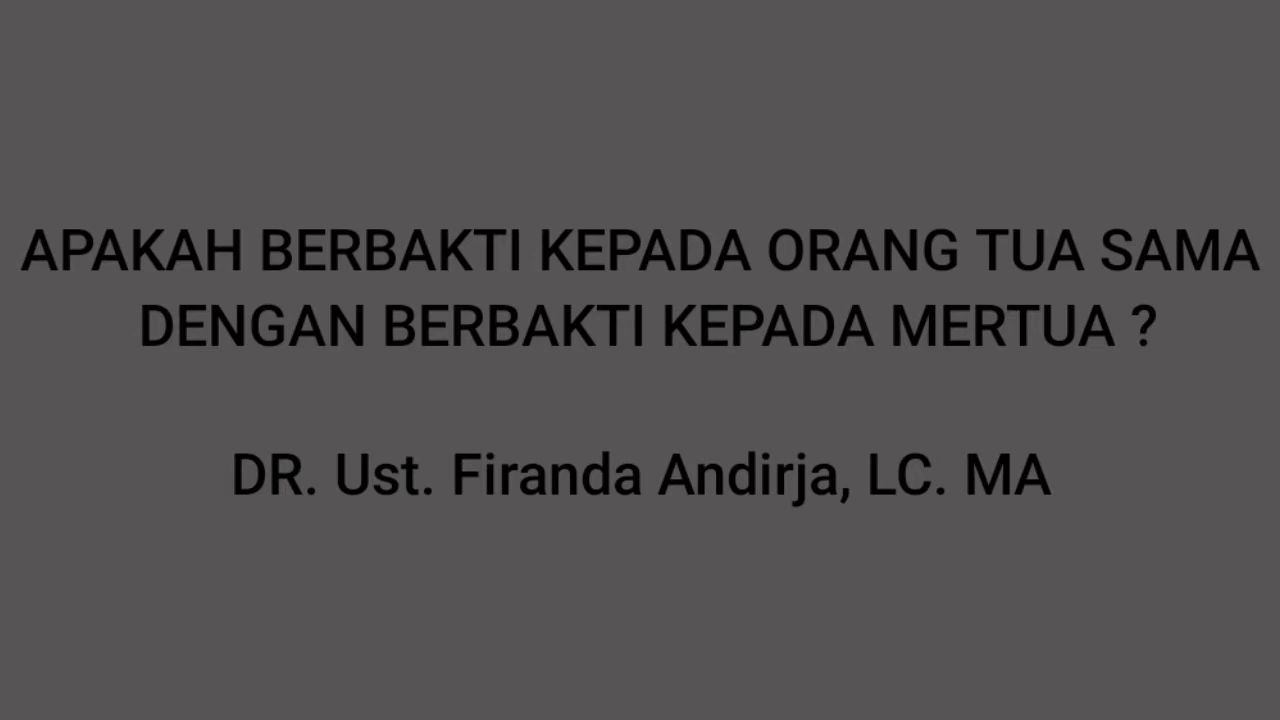 APAKAH BERBAKTI KEPADA ORANG TUA SAMA
DENGAN BERBAKTI KEPADA MERTUA ?
DR. Ust. Firanda Andirja, LC. MA